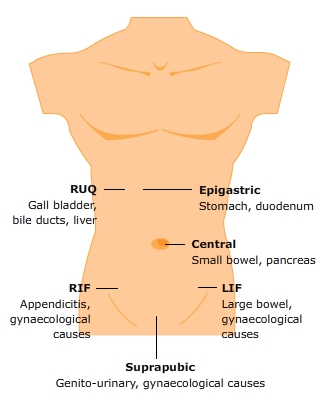 RUQ
Gall bladder,
bile ducts, liver
Epigastric
Stomach, duodenum
Central
Small bowel, pancreas
RIF
Appendicitis,
gynaecological
causes
LIF
Large bowel,
gynaecological
causes
Suprapubic
Genito-urinary, gynaecological causes